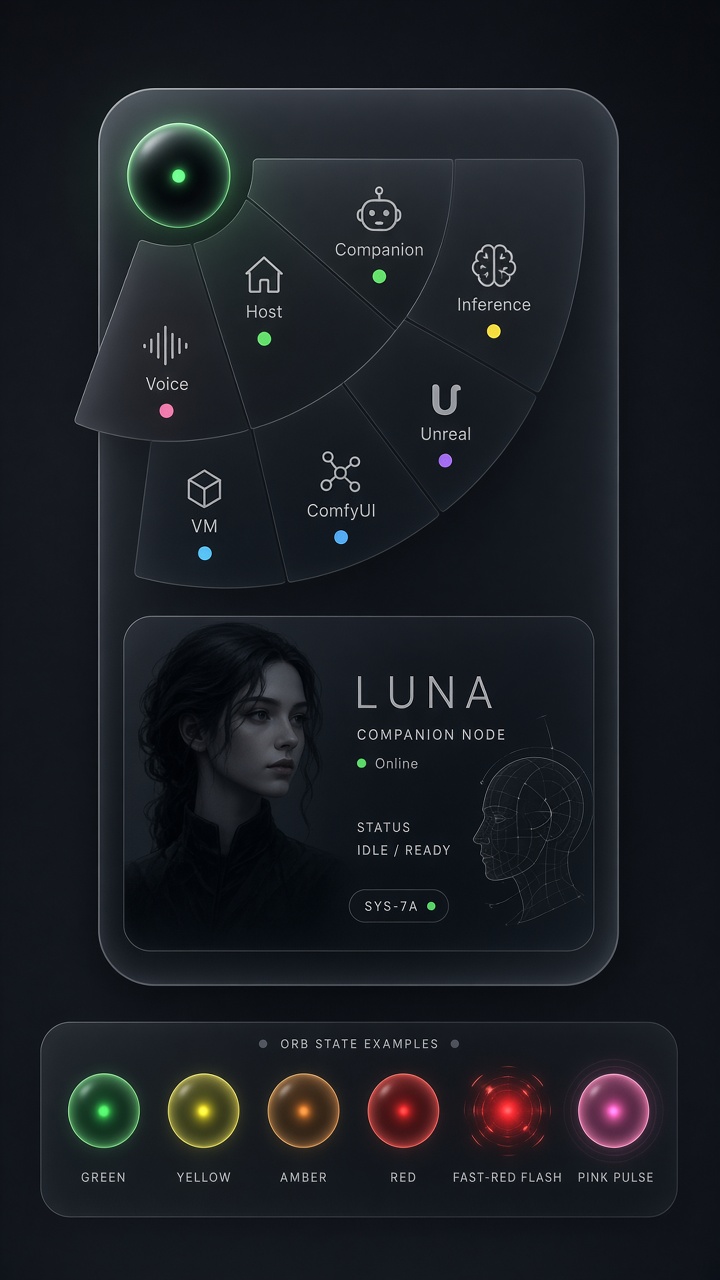 Companion
Inference
Host
Voice
Unreal
ComfyUI
VM
LUNA
COMPANION NODE
Online
STATUS
IDLE / READY
SYS-7A
ORB STATE EXAMPLES
GREEN
YELLOW
AMBER
RED
FAST-RED FLASH
PINK PULSE